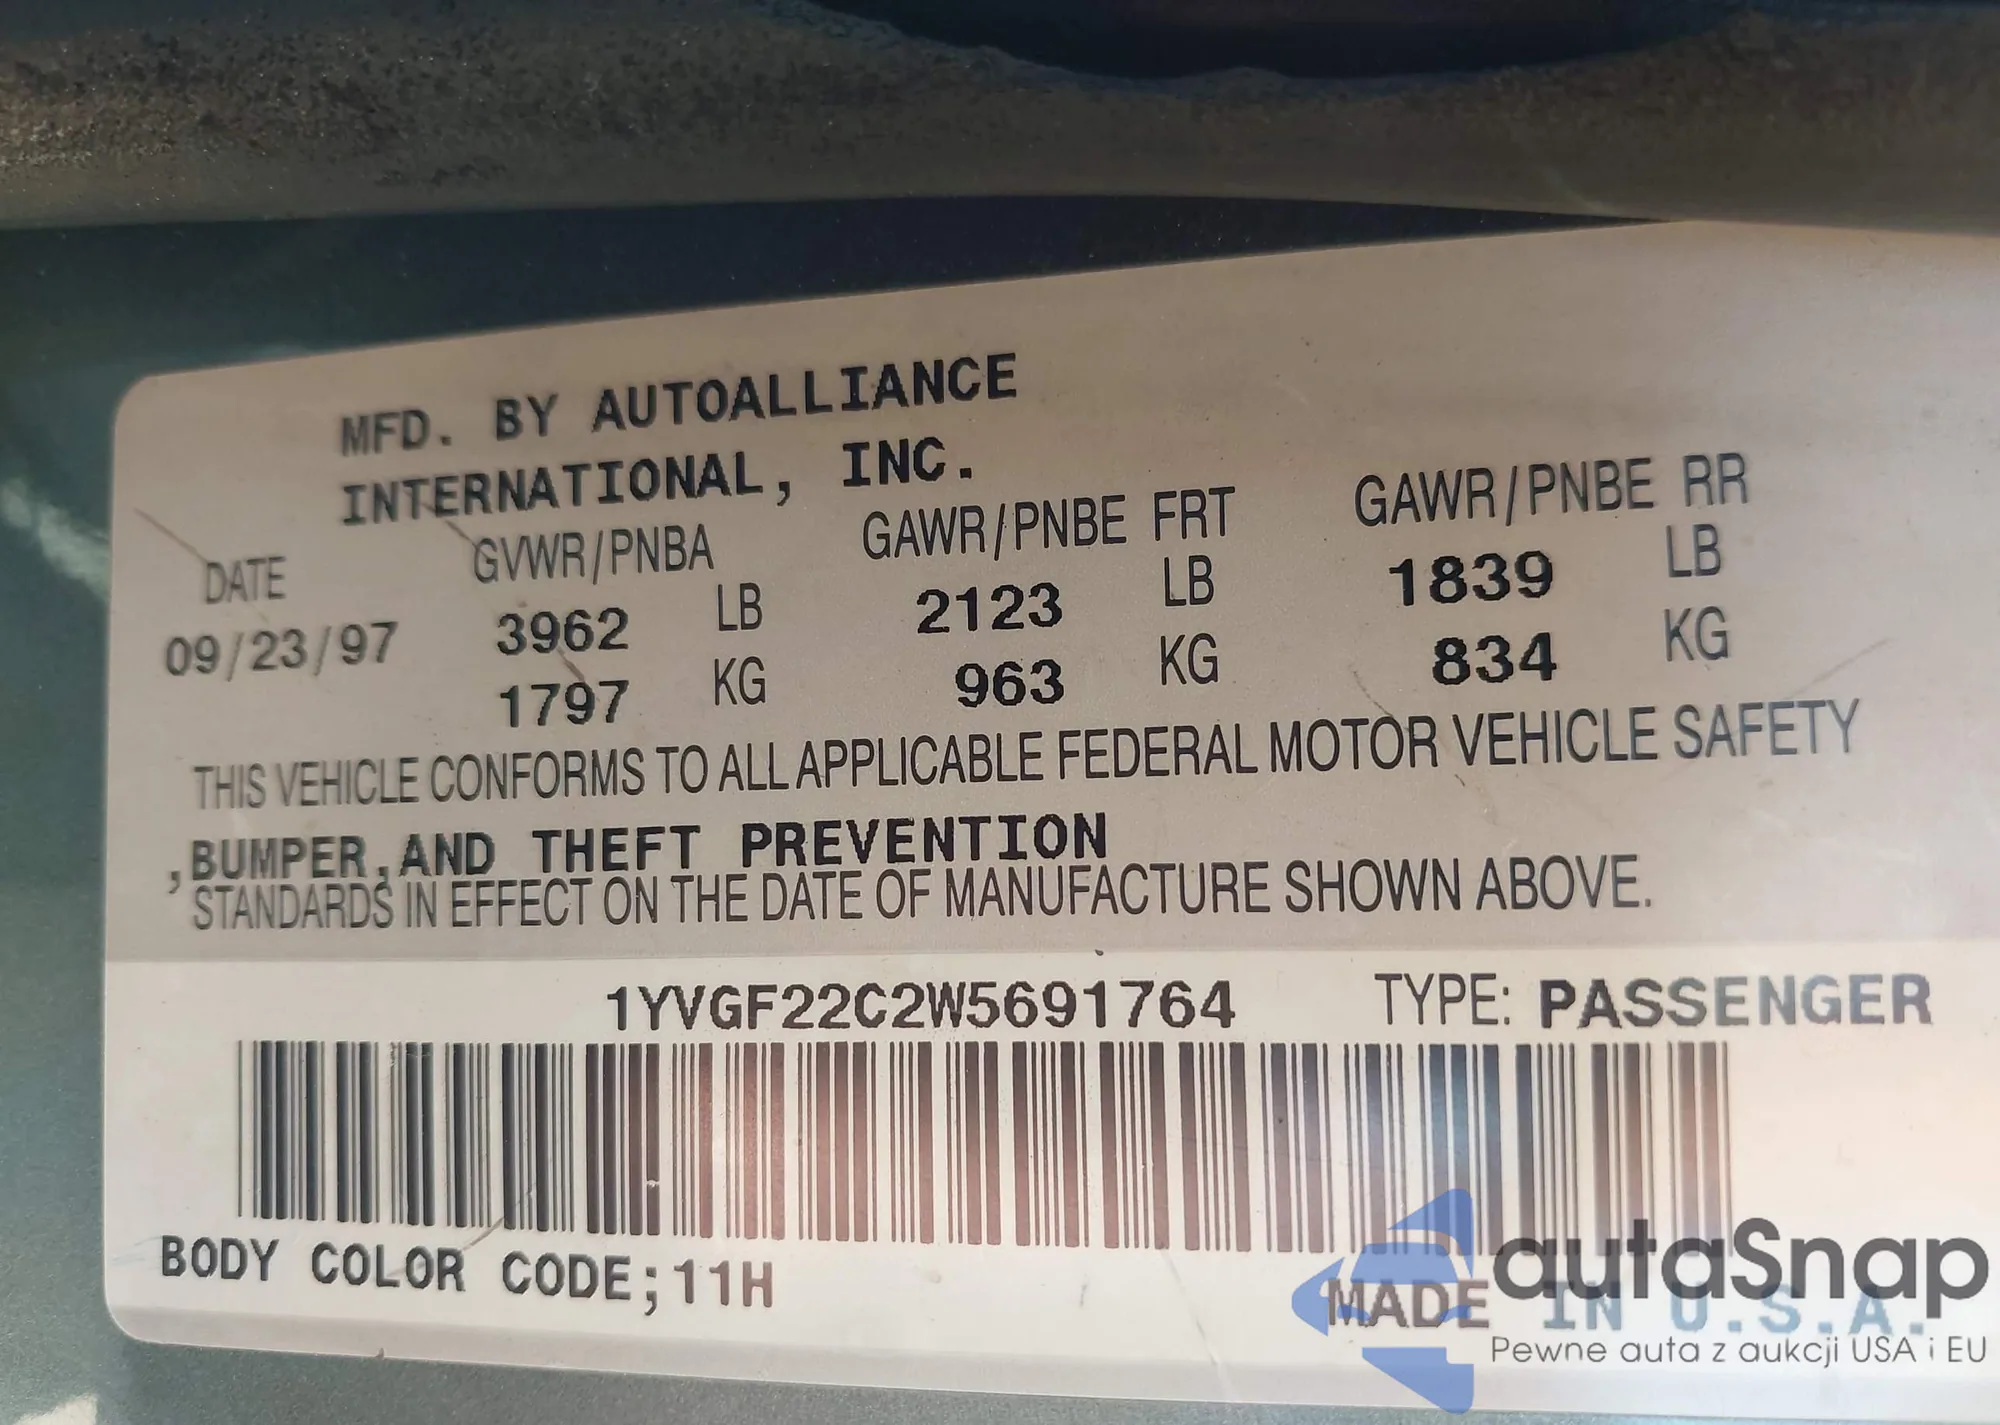 MFD. BY AUTOALLIANCE
INTERNATIONAL, INC.
DATE GVWR/PNBA GAWR/PNBE FRT GAWR/PNBE RR
09/23/97 3962 LB 2123 LB 1839 LB
1797 KG 963 KG 834 KG
THIS VEHICLE CONFORMS TO ALL APPLICABLE FEDERAL MOTOR VEHICLE SAFETY
,BUMPER,AND THEFT PREVENTION
STANDARDS IN EFFECT ON THE DATE OF MANUFACTURE SHOWN ABOVE.
1YVGF22C2W5691764 TYPE: PASSENGER
BODY COLOR CODE;11H
MADE IN U.S.A.
autaSnap
Pewne auta z aukcji USA i EU